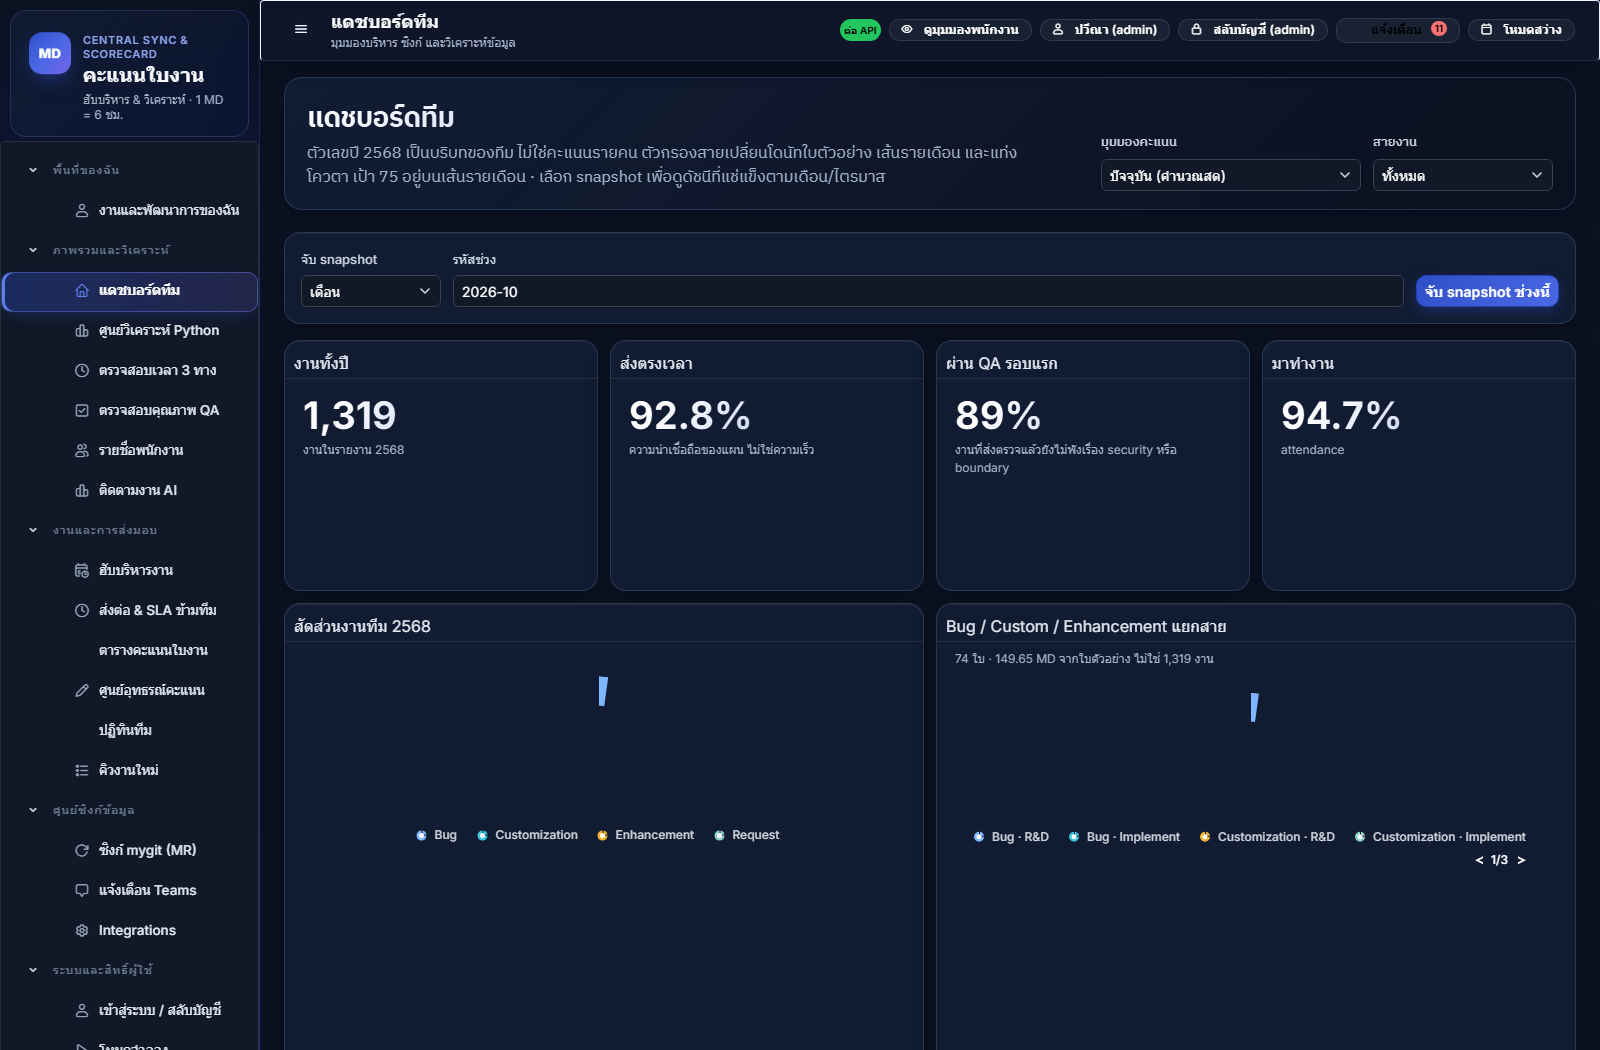 MD
CENTRAL SYNC & SCORECARD
คะแนนใบงาน
ฮับบริหาร & วิเคราะห์ · 1 MD = 6 ชม.
พื้นที่ของฉัน
งานและพัฒนาการของฉัน
ภาพรวมและวิเคราะห์
แดชบอร์ดทีม
ศูนย์วิเคราะห์ Python
ตรวจสอบเวลา 3 ทาง
ตรวจสอบคุณภาพ QA
รายชื่อพนักงาน
ติดตามงาน AI
งานและการส่งมอบ
ฮับบริหารงาน
ส่งต่อ & SLA ข้ามทีม
ตารางคะแนนใบงาน
ศูนย์อุทธรณ์คะแนน
ปฏิทินทีม
คิวงานใหม่
ศูนย์ซิงก์ข้อมูล
ซิงก์ mygit (MR)
แจ้งเตือน Teams
Integrations
ระบบและสิทธิ์ผู้ใช้
เข้าสู่ระบบ / สลับบัญชี
แดชบอร์ดทีม
มุมมองบริหาร ซิงก์ และวิเคราะห์ข้อมูล
ต่อ API
ดูมุมมองพนักงาน
ปวีณา (admin)
สลับบัญชี (admin)
แจ้งเตือน 11
โหมดสว่าง
แดชบอร์ดทีม
ตัวเลขปี 2568 เป็นบริบทของทีม ไม่ใช่คะแนนรายคน ตัวกรองสายเปลี่ยนโดนัทใบตัวอย่าง เส้นรายเดือน และแท่ง
โควตา เป้า 75 อยู่บนเส้นรายเดือน · เลือก snapshot เพื่อดูดัชนีที่แช่แข็งตามเดือน/ไตรมาส
มุมมองคะแนน
ปัจจุบัน (คำนวณสด)
สายงาน
ทั้งหมด
จับ snapshot
เดือน
รหัสช่วง
2026-10
จับ snapshot ช่วงนี้
งานทั้งปี
1,319
งานในรายงาน 2568
ส่งตรงเวลา
92.8%
ความน่าเชื่อถือของแผน ไม่ใช่ความเร็ว
ผ่าน QA รอบแรก
89%
งานที่ส่งตรวจแล้วยังไม่พังเรื่อง security หรือ
boundary
มาทำงาน
94.7%
attendance
สัดส่วนงานทีม 2568
Bug
Customization
Enhancement
Request
Bug / Custom / Enhancement แยกสาย
74 ใบ · 149.65 MD จากใบตัวอย่าง ไม่ใช่ 1,319 งาน
Bug · R&D
Bug · Implement
Customization · R&D
Customization · Implement
1/3